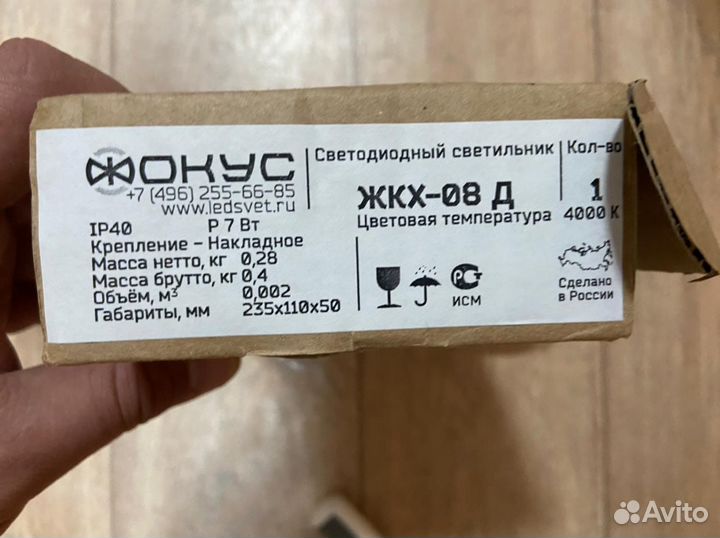 ФОКУС
+7 (496) 255-66-85
www.ledsvet.ru
IP40 P 7 Вт
Крепление – Накладное
Масса нетто, кг 0,28
Масса брутто, кг 0,4
Объём, м³ 0,002
Габариты, мм 235x110x50
Светодиодный светильник
Кол-во
ЖКХ-08 Д
1
Цветовая температура 4000 К
РСТ
ИСМ
Сделано
в России
Avito